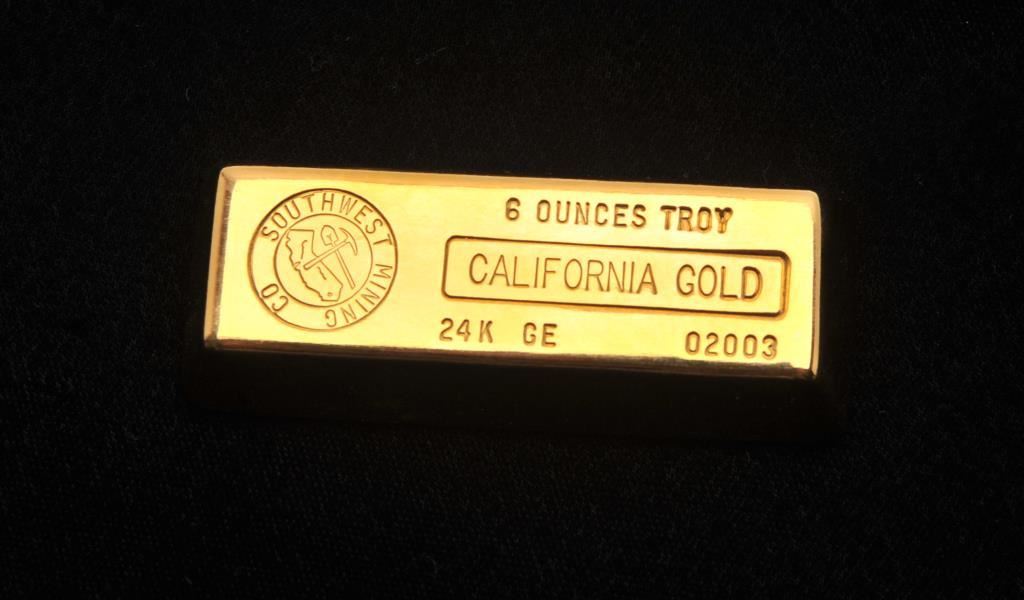 SOUTHWEST MINING CO
6 OUNCES TROY
CALIFORNIA GOLD
24K GE 02003